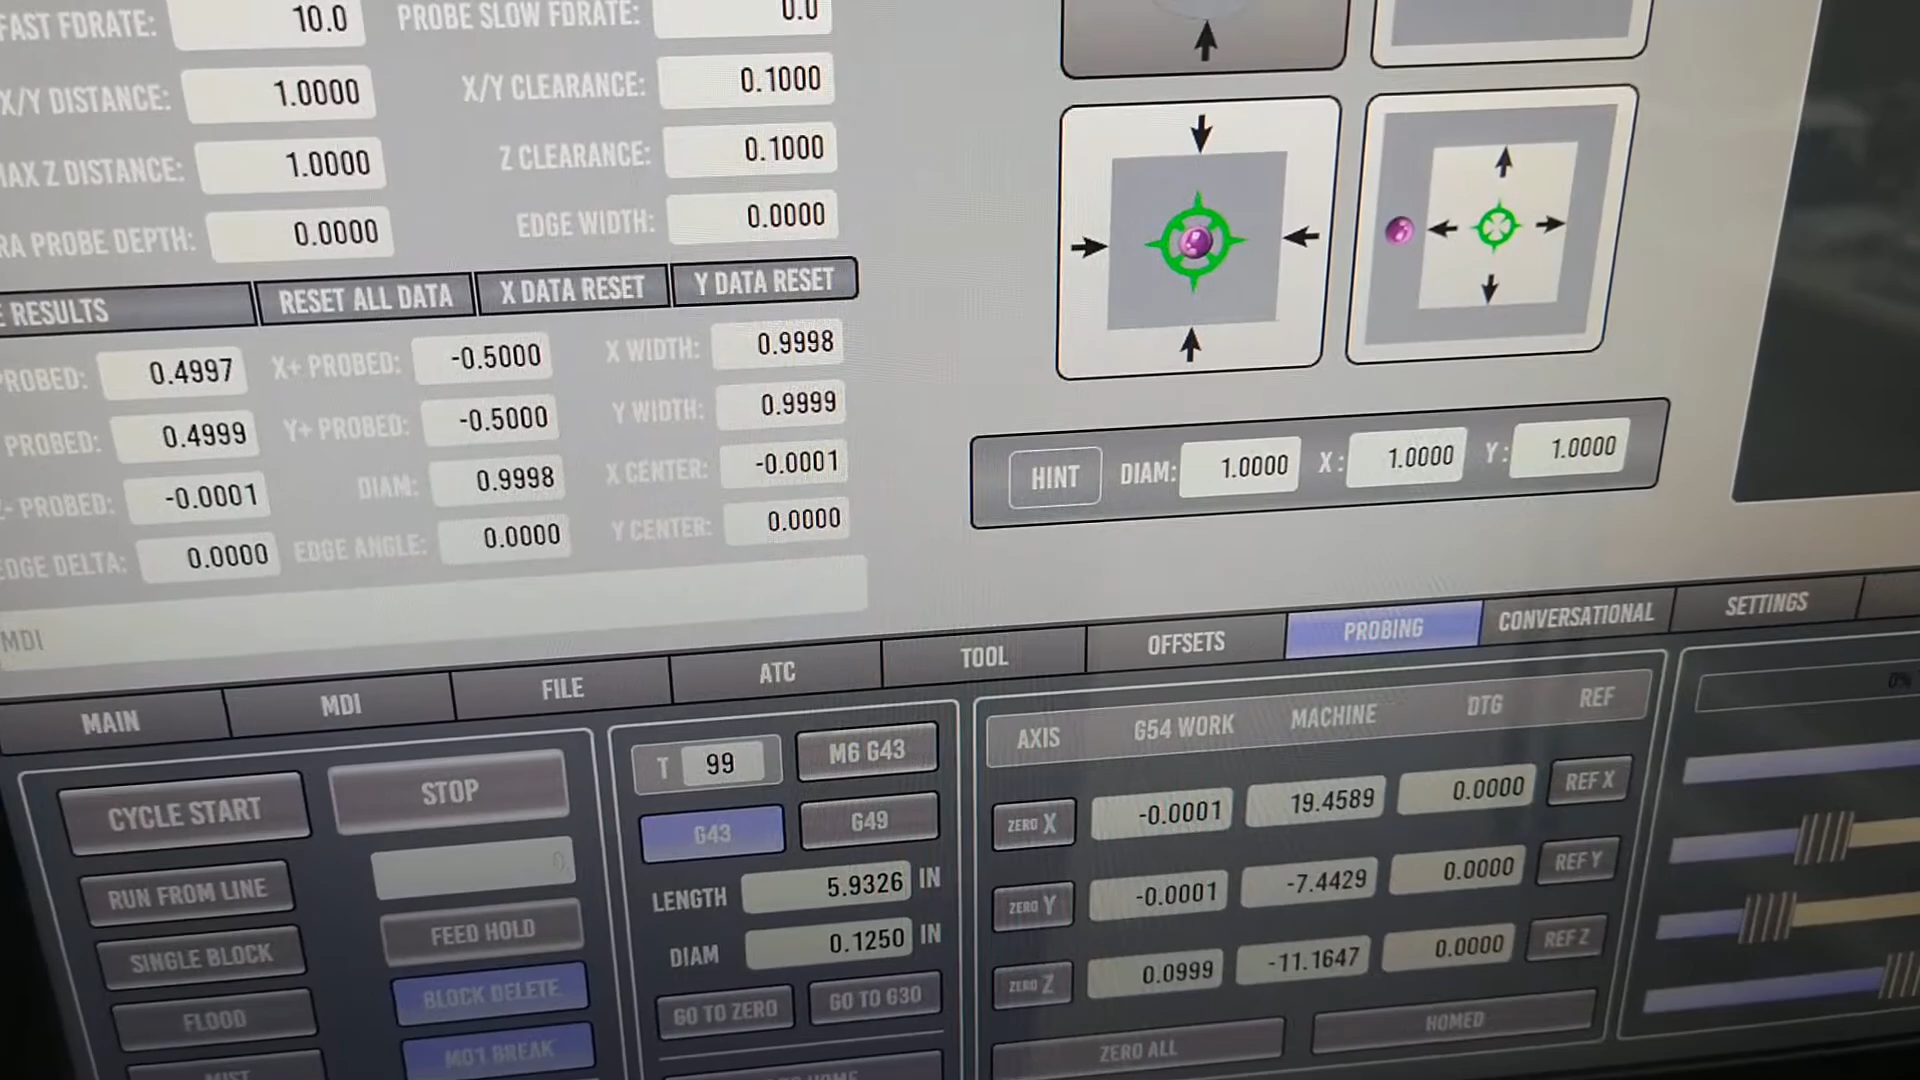 FAST FDRATE: 10.0 PROBE SLOW FDRATE: 0.0
X/Y DISTANCE: 1.0000 X/Y CLEARANCE: 0.1000
MAX Z DISTANCE: 1.0000 Z CLEARANCE: 0.1000
RA PROBE DEPTH: 0.0000 EDGE WIDTH: 0.0000
E RESULTS RESET ALL DATA X DATA RESET Y DATA RESET
PROBED: 0.4997 X+ PROBED: -0.5000 X WIDTH: 0.9998
PROBED: 0.4999 Y+ PROBED: -0.5000 Y WIDTH: 0.9999
Z- PROBED: -0.0001 DIAM: 0.9998 X CENTER: -0.0001
EDGE DELTA: 0.0000 EDGE ANGLE: 0.0000 Y CENTER: 0.0000
HINT DIAM: 1.0000 X: 1.0000 Y: 1.0000
MDI
MAIN MDI FILE ATC TOOL OFFSETS PROBING CONVERSATIONAL SETTINGS
CYCLE START STOP
RUN FROM LINE FEED HOLD
SINGLE BLOCK BLOCK DELETE
FLOOD M01 BREAK
MIST
T 99 M6 G43
G43 G49
LENGTH 5.9326 IN
DIAM 0.1250 IN
GO TO ZERO GO TO G30
AXIS G54 WORK MACHINE DTG REF
ZERO X -0.0001 19.4589 0.0000 REF X
ZERO Y -0.0001 -7.4429 0.0000 REF Y
ZERO Z 0.0999 -11.1647 0.0000 REF Z
ZERO ALL HOMED
0%